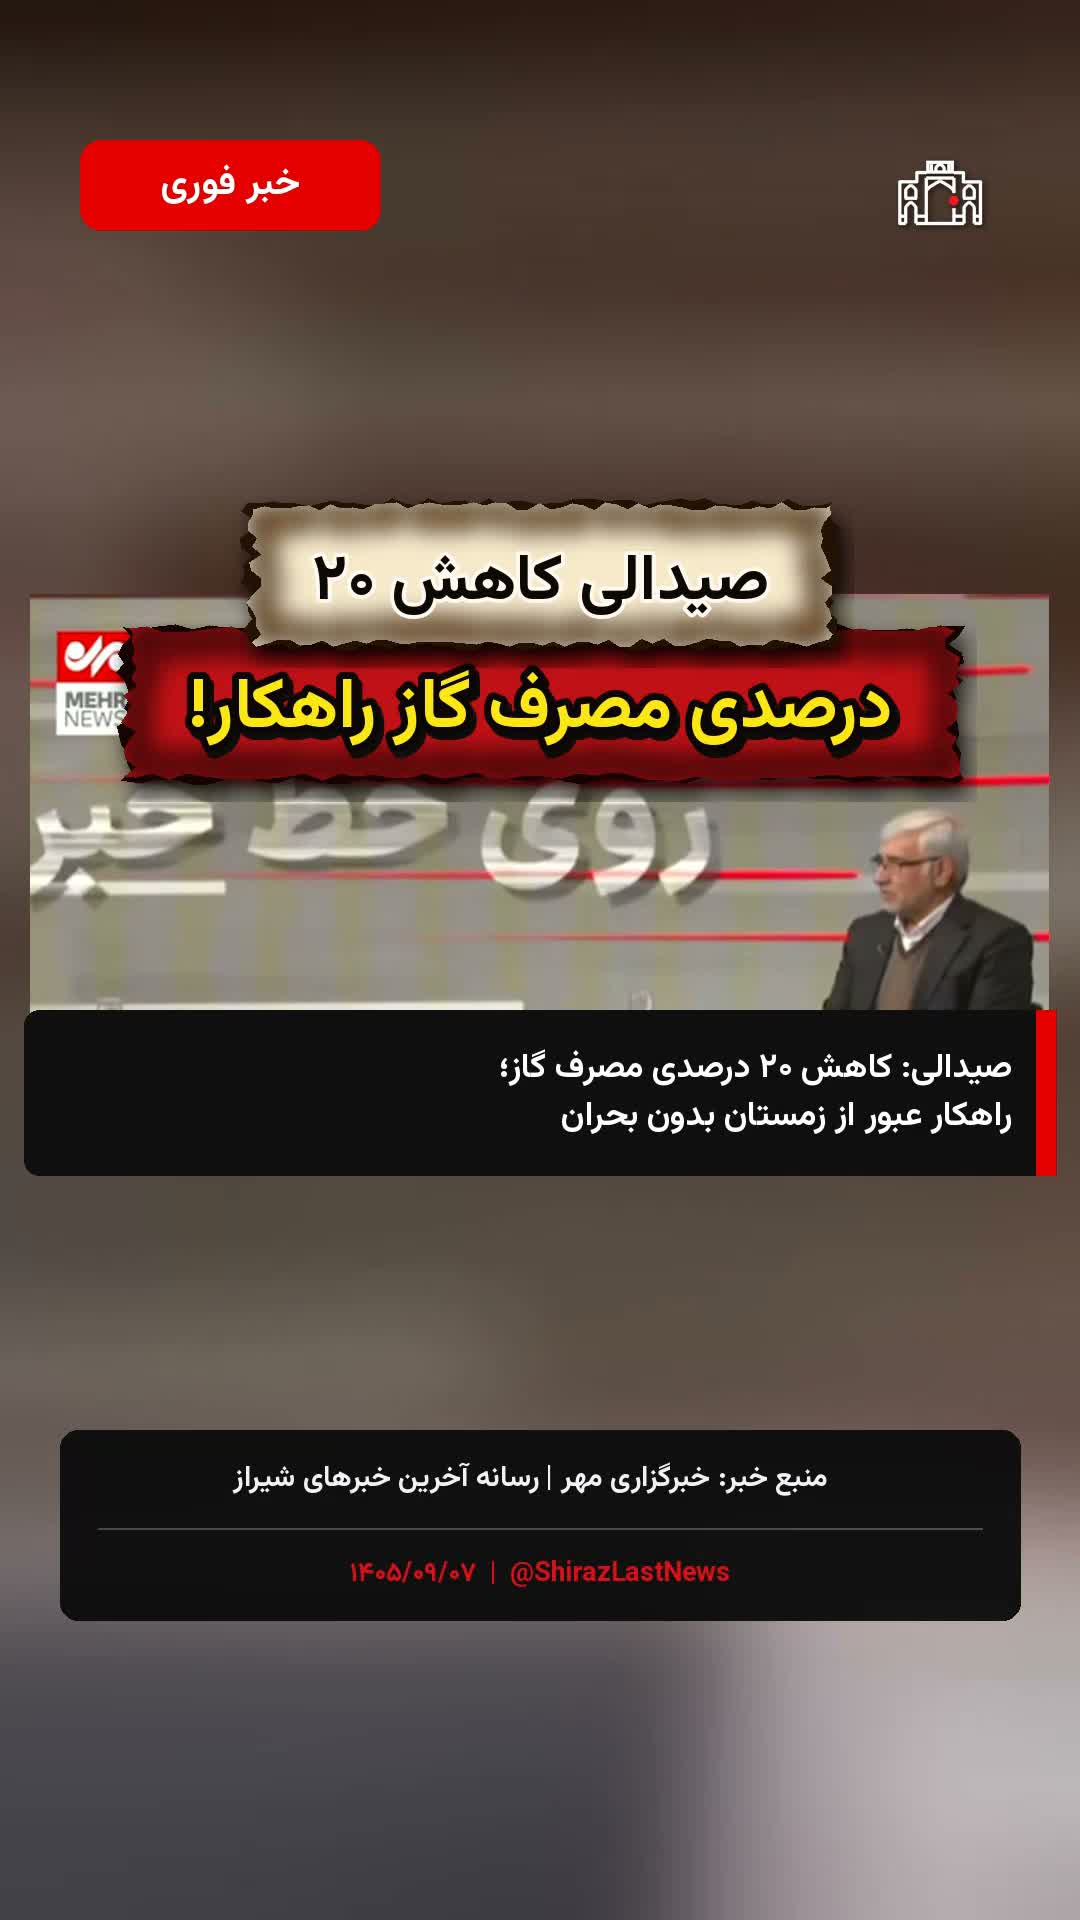 خبر فوری
صیدالی کاهش ۲۰
درصدی مصرف گاز راهکار!
MEHR
NEWS
روی خط خبر
صیدالی: کاهش ۲۰ درصدی مصرف گاز؛
راهکار عبور از زمستان بدون بحران
منبع خبر: خبرگزاری مهر | رسانه آخرین خبرهای شیراز
۱۴۰۵/۰۹/۰۷ | @ShirazLastNews